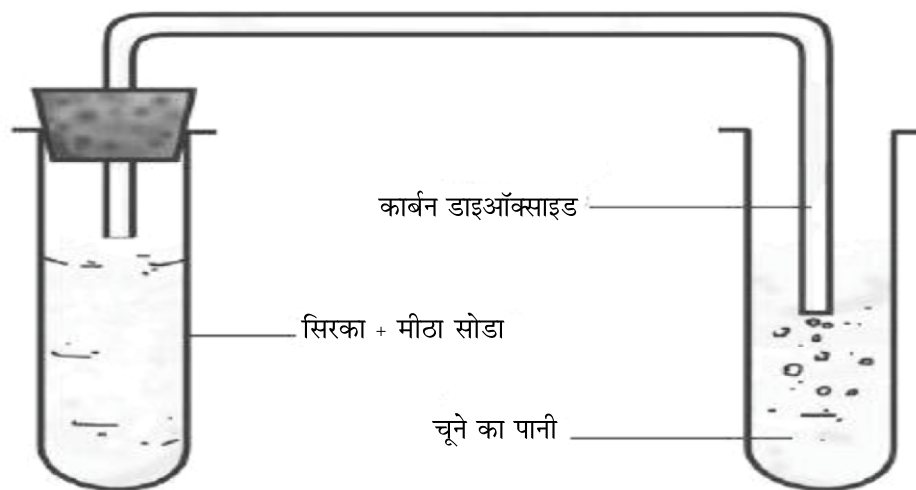 कार्बन डाइऑक्साइड
सिरका + मीठा सोडा
चूने का पानी